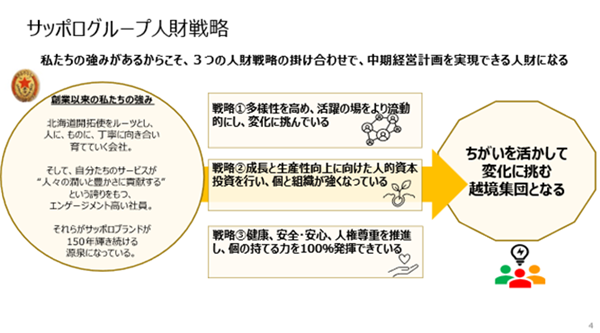 サッポログループ人財戦略
私たちの強みがあるからこそ、３つの人財戦略の掛け合わせで、中期経営計画を実現できる人財になる
創業以来の私たちの強み
北海道開拓使をルーツとし、
人に、ものに、丁寧に向き合い
育てていく会社。
そして、自分たちのサービスが
“人々の潤いと豊かさに貢献する”
という誇りをもつ、
エンゲージメント高い社員。
それらがサッポロブランドが
150年輝き続ける
源泉になっている。
戦略①多様性を高め、活躍の場をより流動
的にし、変化に挑んでいる
戦略②成長と生産性向上に向けた人的資本
投資を行い、個と組織が強くなっている
戦略③健康、安全・安心、人権尊重を推進
し、個の持てる力を100%発揮できている
ちがいを活かして
変化に挑む
越境集団となる
4